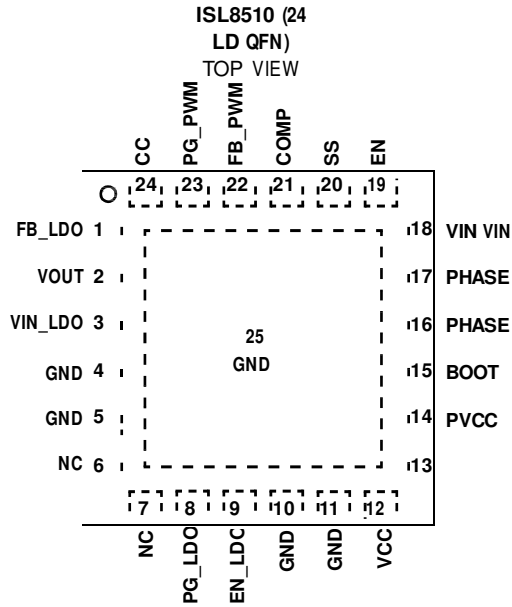 ISL8510 (24
LD QFN)
TOP VIEW
CC
PG_PWM
FB_PWM
COMP
SS
EN
24
23
22
21
20
19
FB_LDO 1
VOUT 2
VIN_LDO 3
GND 4
GND 5
NC 6
25
GND
18 VIN VIN
17 PHASE
16 PHASE
15 BOOT
14 PVCC
13
7
8
9
10
11
12
NC
PG_LDO
EN_LDO
GND
GND
VCC